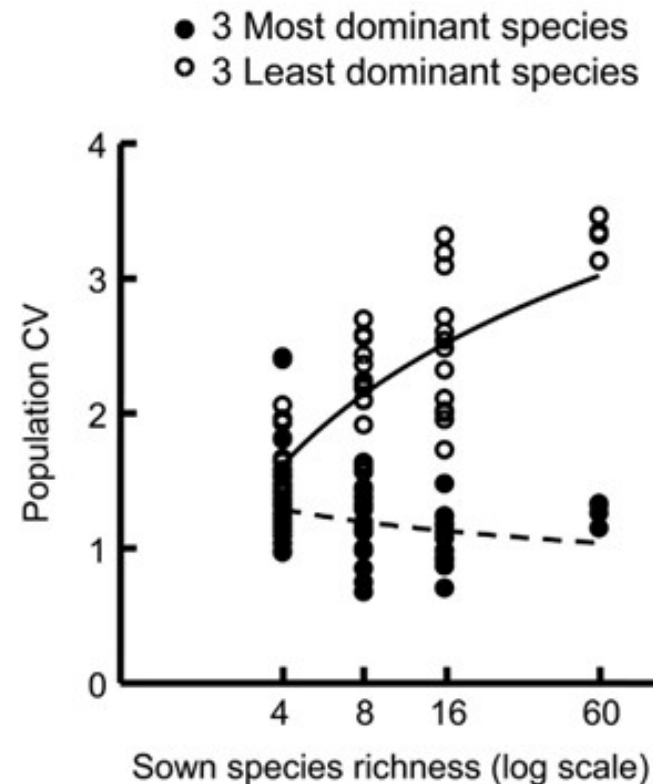 3 Most dominant species
3 Least dominant species
4
3
2
1
0
Population CV
4 8 16 60
Sown species richness (log scale)